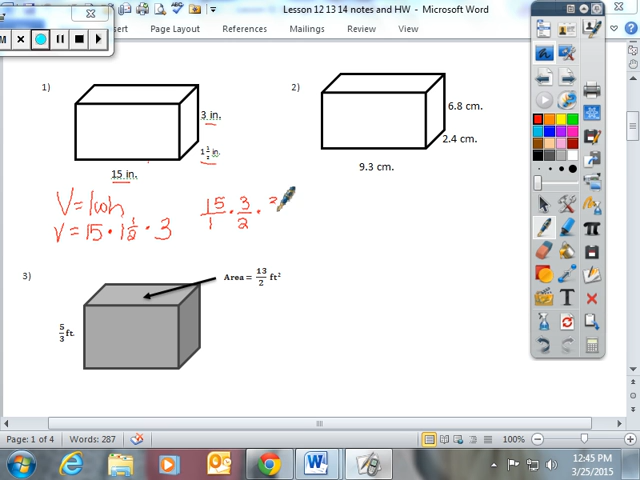 Lesson 12 13 14 notes and HW - Microsoft Word
Page Layout References Mailings Review View
1)
3 in.
1 1/2 in.
15 in.
2)
6.8 cm.
2.4 cm.
9.3 cm.
V = lwh
V = 15 · 1 1/2 · 3
15/1 · 3/2 ·
3)
Area = 13/2 ft²
5/3 ft.
Page: 1 of 4 Words: 287 100%
12:45 PM
3/25/2015